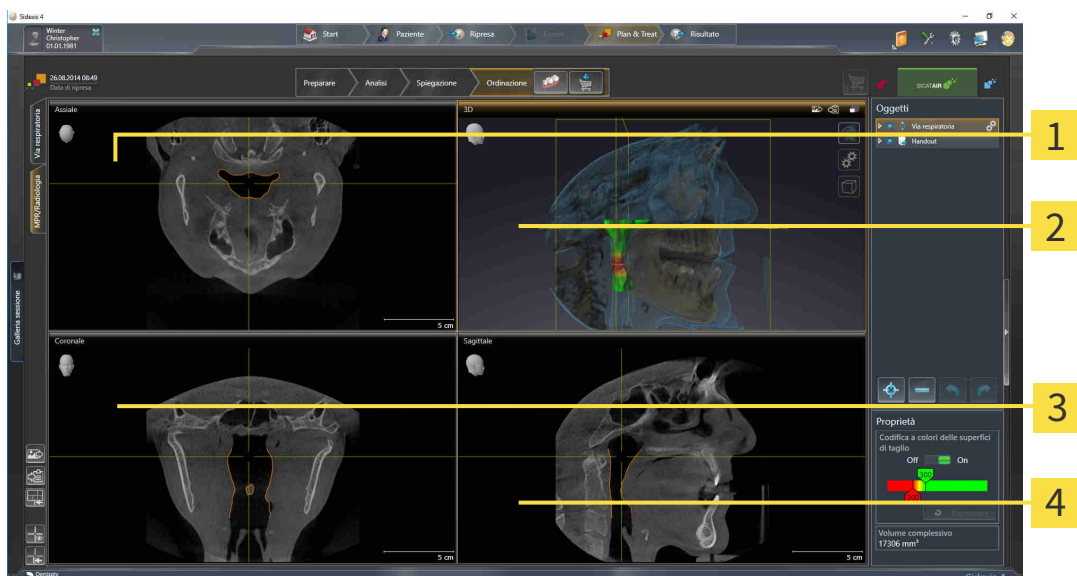 Sidexis 4
Winter
Christopher
01.01.1981
Start
Paziente
Ripresa
Esame
Plan & Treat
Risultato
26.08.2014 08:49
Data di ripresa
Preparare
Analisi
Spiegazione
Ordinazione
SICAT AIR
Via respiratoria
MPR/Radiologia
Galleria sessione
Assiale
5 cm
3D
Coronale
5 cm
Sagittale
5 cm
Oggetti
Via respiratoria
Handout
Proprietà
Codifica a colori delle superfici
di taglio
Off
On
300
200
Volume complessivo
17306 mm³
1
2
3
4